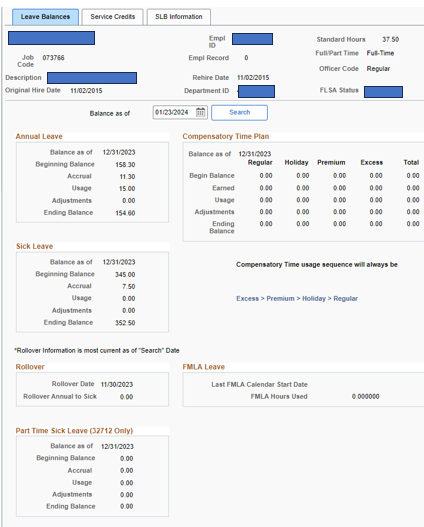 Leave Balances Service Credits SLB Information
Empl ID Standard Hours 37.50
Job Code 073766 Empl Record 0 Full/Part Time Full-Time
Officer Code Regular
Description Rehire Date 11/02/2015
Original Hire Date 11/02/2015 Department ID FLSA Status
Balance as of 01/23/2024 Search
Annual Leave
Balance as of 12/31/2023
Beginning Balance 158.30
Accrual 11.30
Usage 15.00
Adjustments 0.00
Ending Balance 154.60
Compensatory Time Plan
Balance as of 12/31/2023
Regular Holiday Premium Excess Total
Begin Balance 0.00 0.00 0.00 0.00 0.00
Earned 0.00 0.00 0.00 0.00 0.00
Usage 0.00 0.00 0.00 0.00 0.00
Adjustments 0.00 0.00 0.00 0.00 0.00
Ending Balance 0.00 0.00 0.00 0.00 0.00
Sick Leave
Balance as of 12/31/2023
Beginning Balance 345.00
Accrual 7.50
Usage 0.00
Adjustments 0.00
Ending Balance 352.50
Compensatory Time usage sequence will always be
Excess > Premium > Holiday > Regular
*Rollover Information is most current as of "Search" Date
Rollover
Rollover Date 11/30/2023
Rollover Annual to Sick 0.00
FMLA Leave
Last FMLA Calendar Start Date
FMLA Hours Used 0.000000
Part Time Sick Leave (32712 Only)
Balance as of 12/31/2023
Beginning Balance 0.00
Accrual 0.00
Usage 0.00
Adjustments 0.00
Ending Balance 0.00